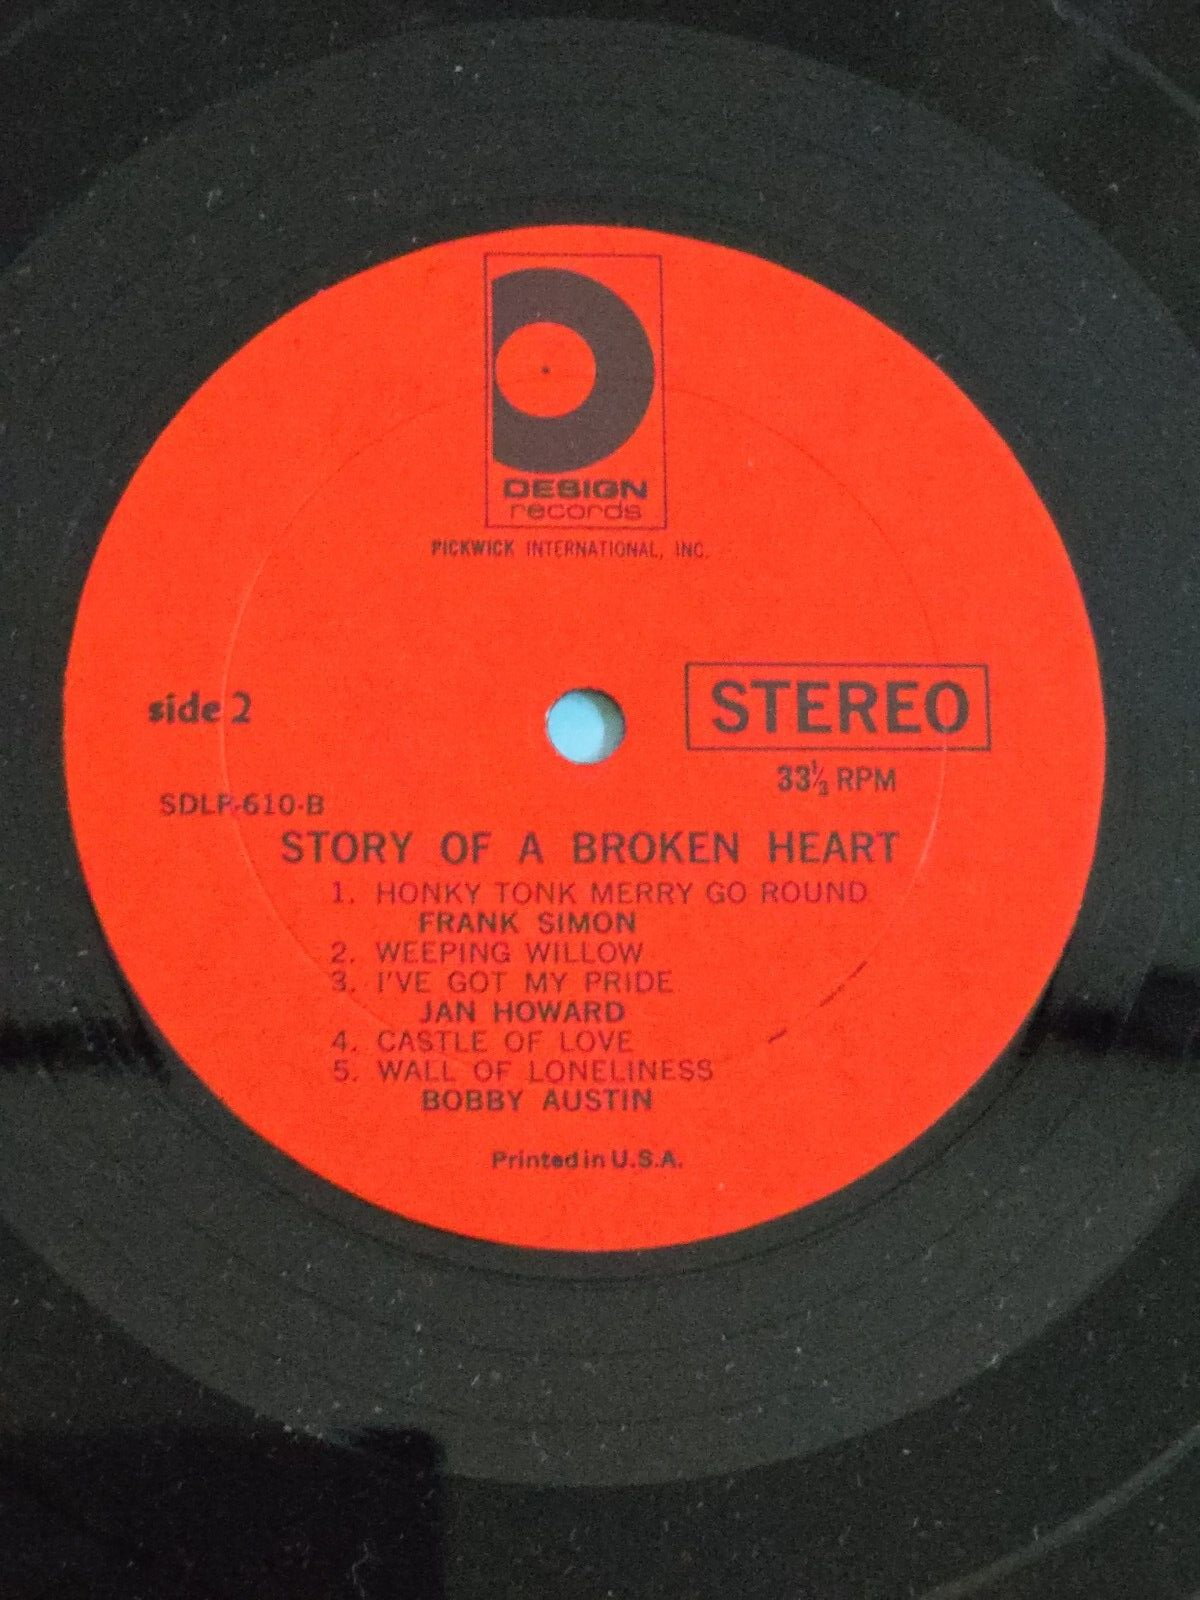 DESIGN
records
PICKWICK INTERNATIONAL, INC.
side 2
STEREO
33⅓ RPM
SDLP-610-B
STORY OF A BROKEN HEART
1. HONKY TONK MERRY GO ROUND
FRANK SIMON
2. WEEPING WILLOW
3. I'VE GOT MY PRIDE
JAN HOWARD
4. CASTLE OF LOVE
5. WALL OF LONELINESS
BOBBY AUSTIN
Printed in U.S.A.